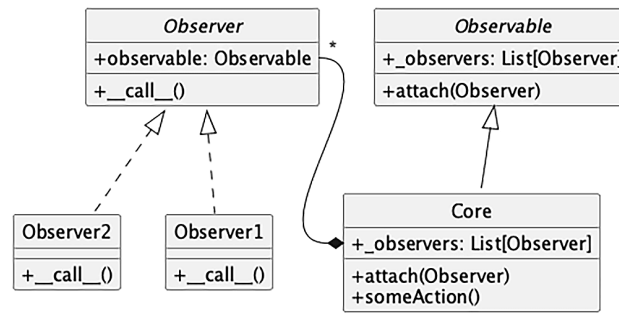 Observer
+observable: Observable
+__call__()
*
Observable
+_observers: List[Observer]
+attach(Observer)
Observer2
+__call__()
Observer1
+__call__()
Core
+_observers: List[Observer]
+attach(Observer)
+someAction()